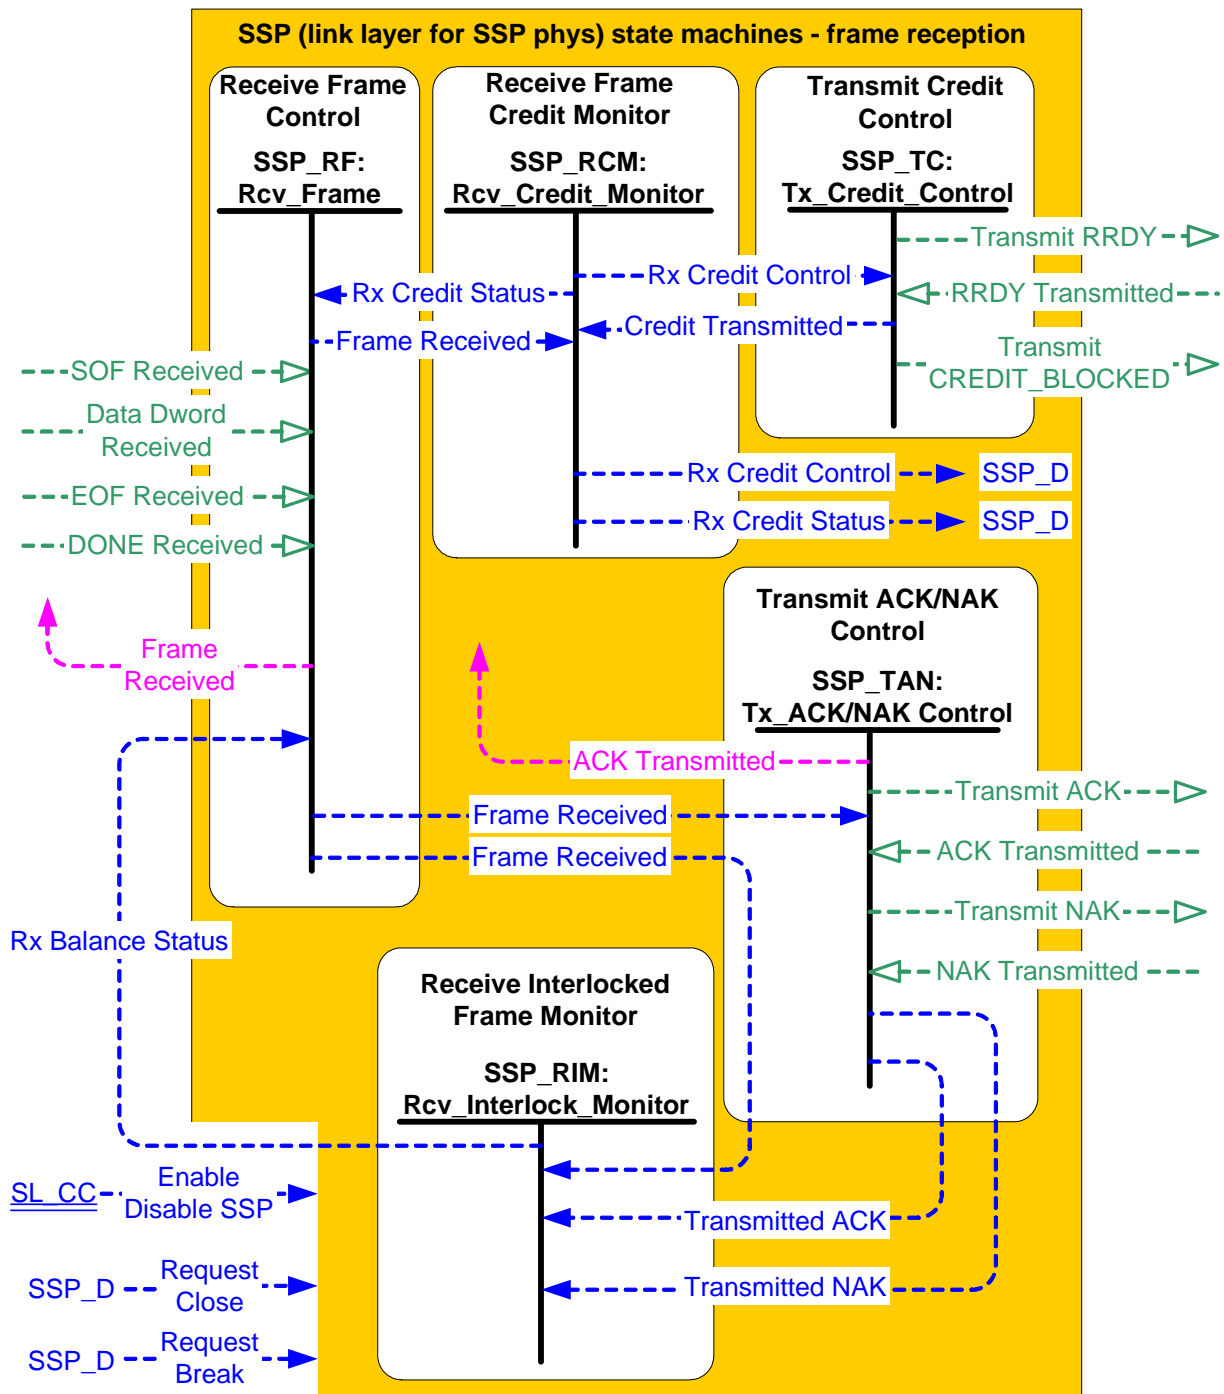 SSP (link layer for SSP phys) state machines - frame reception
Receive Frame
Control
SSP_RF:
Rcv_Frame
Receive Frame
Credit Monitor
SSP_RCM:
Rcv_Credit_Monitor
Transmit Credit
Control
SSP_TC:
Tx_Credit_Control
Transmit RRDY
Rx Credit Control
Rx Credit Status
RRDY Transmitted
Credit Transmitted
Frame Received
Transmit
CREDIT_BLOCKED
SOF Received
Data Dword
Received
EOF Received
DONE Received
Rx Credit Control
SSP_D
Rx Credit Status
SSP_D
Frame
Received
Transmit ACK/NAK
Control
SSP_TAN:
Tx_ACK/NAK Control
ACK Transmitted
Transmit ACK
Frame Received
ACK Transmitted
Frame Received
Transmit NAK
Rx Balance Status
NAK Transmitted
Receive Interlocked
Frame Monitor
SSP_RIM:
Rcv_Interlock_Monitor
SL_CC
Enable
Disable SSP
Transmitted ACK
SSP_D
Request
Close
Transmitted NAK
SSP_D
Request
Break